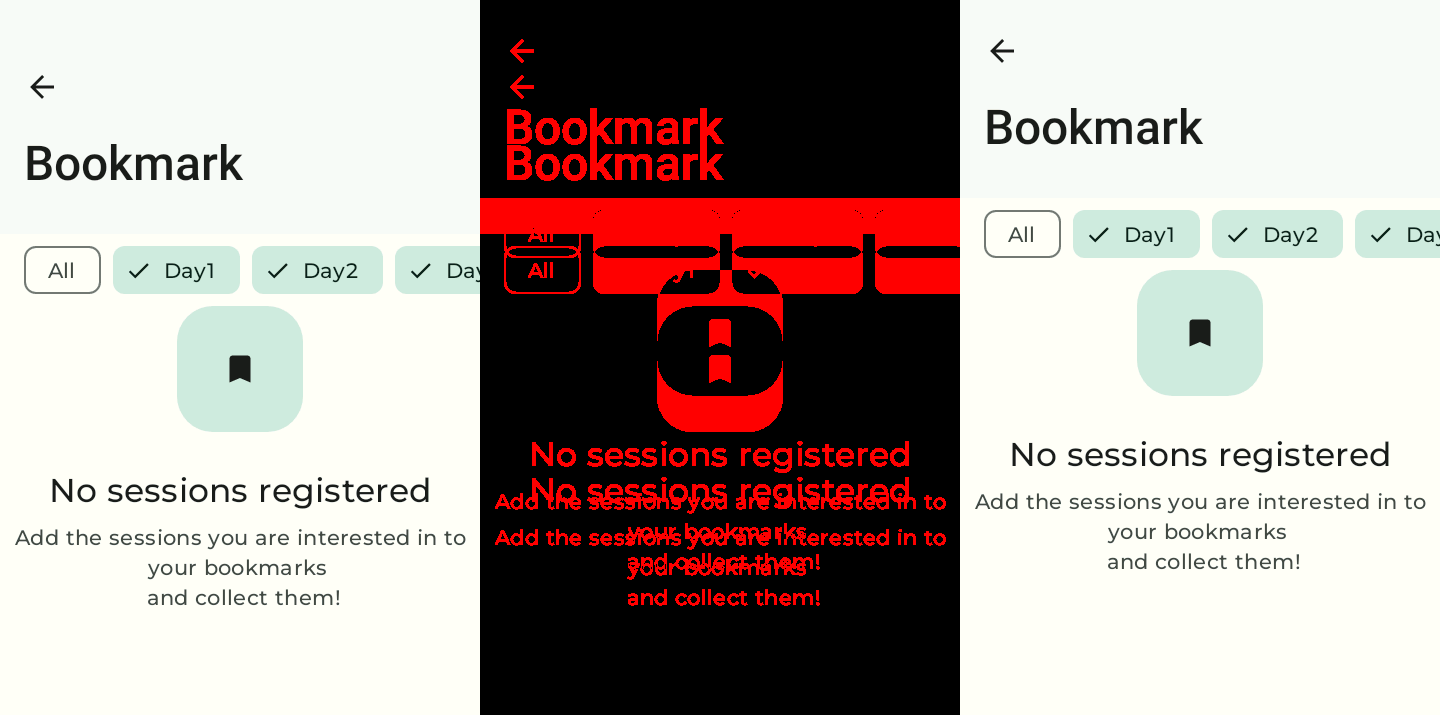 Bookmark
All Day1 Day2 Day
No sessions registered
Add the sessions you are interested in to
your bookmarks
and collect them!
Bookmark
Bookmark
All
All
No sessions registered
No sessions registered
Add the sessions you are interested in to
your bookmarks
Add the sessions you are interested in to
and collect them!
your bookmarks
and collect them!
Bookmark
All Day1 Day2 Day
No sessions registered
Add the sessions you are interested in to
your bookmarks
and collect them!